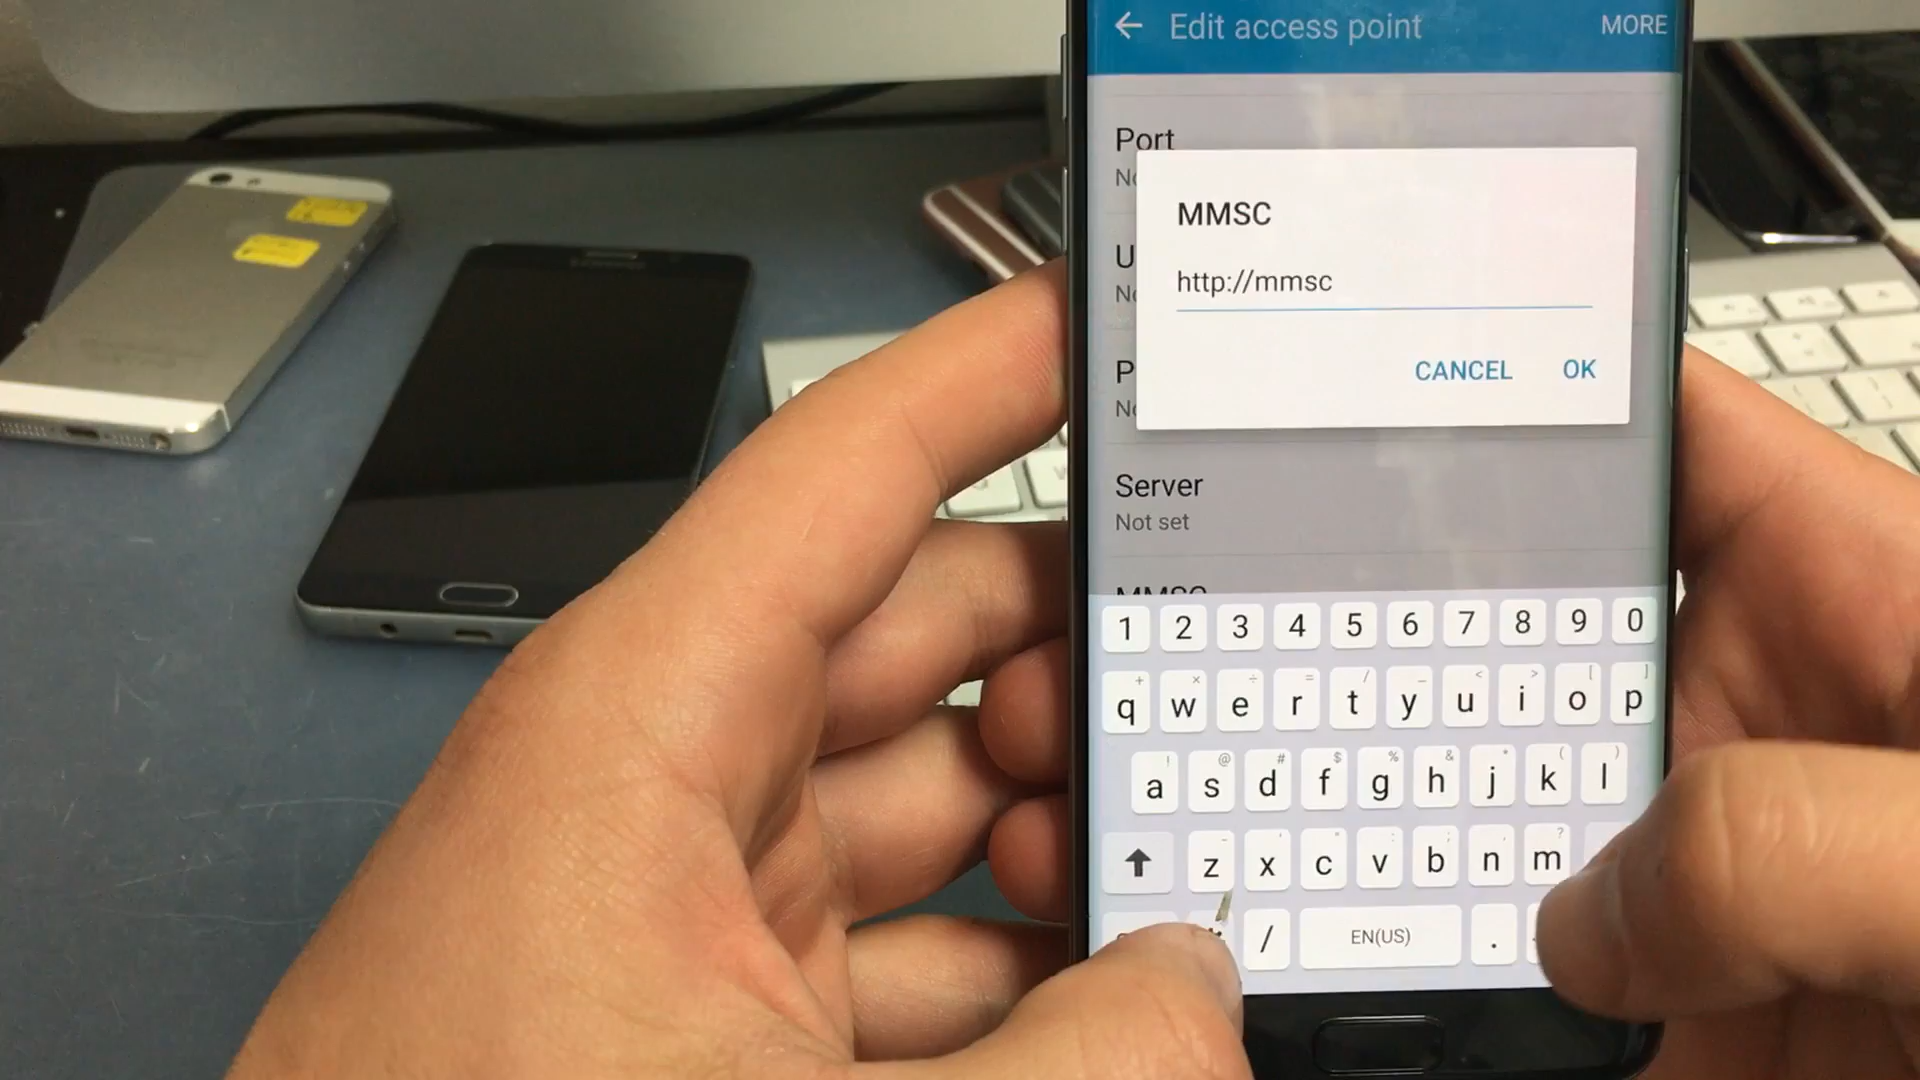 Edit access point MORE
Port
MMSC
http://mmsc
CANCEL OK
Server
Not set
MMSC
1 2 3 4 5 6 7 8 9 0
q w e r t y u i o p
a s d f g h j k l
z x c v b n m
/ EN(US) .